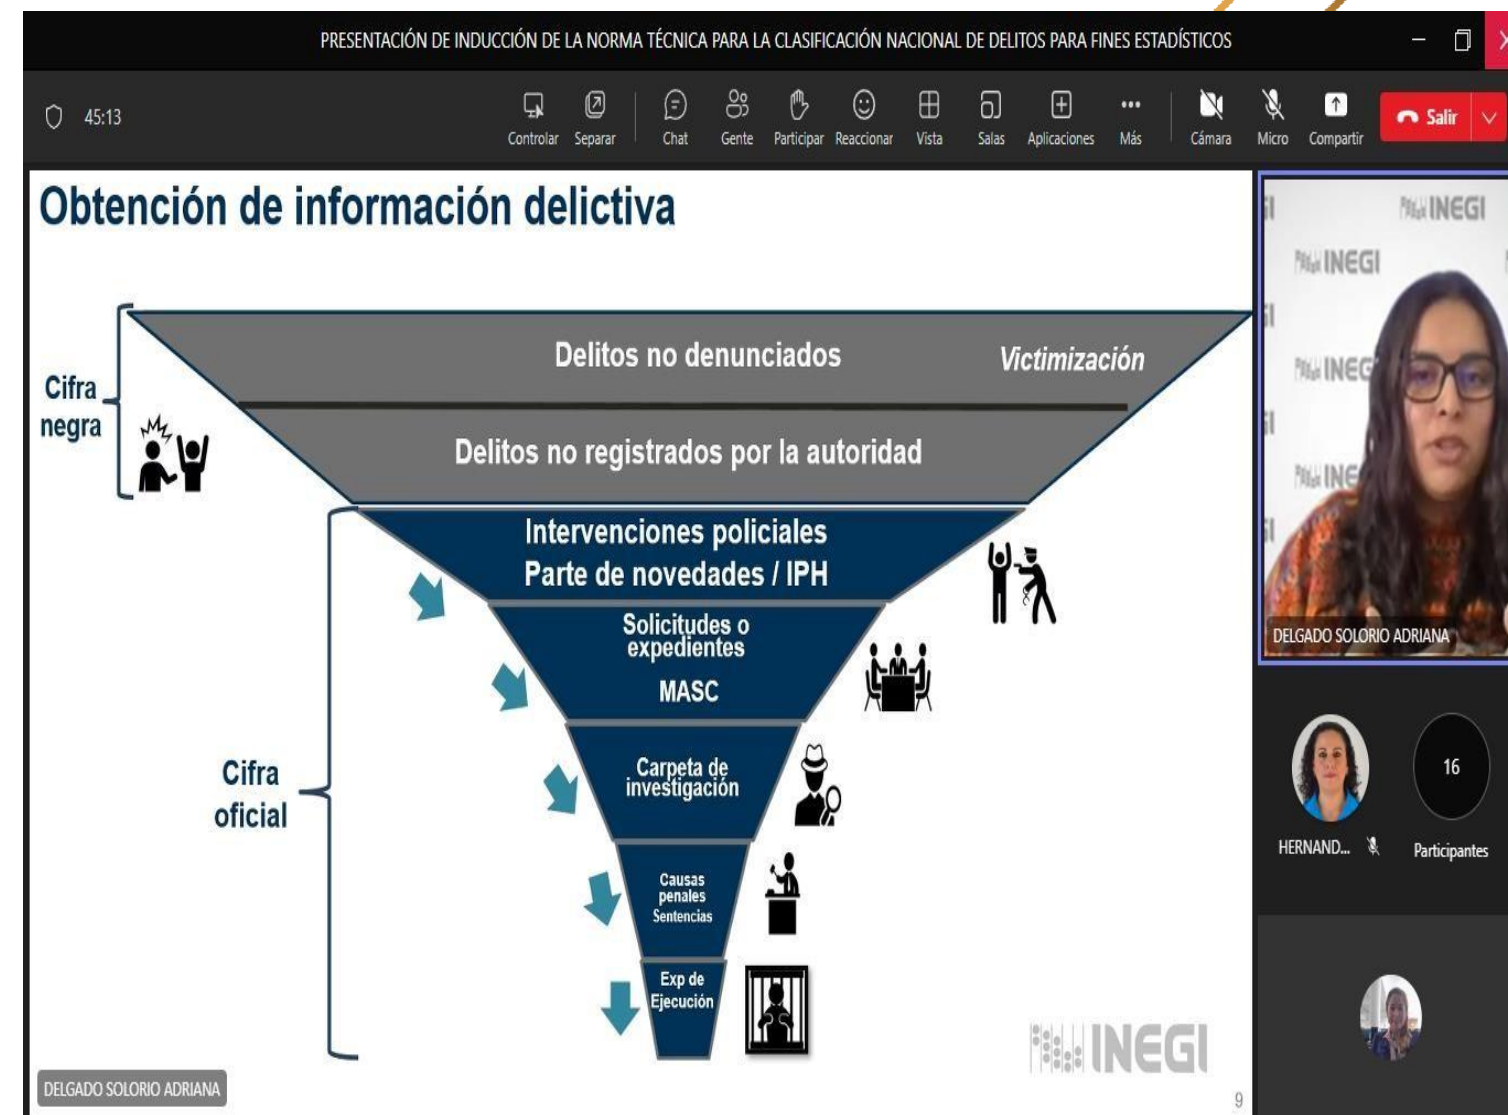 PRESENTACIÓN DE INDUCCIÓN DE LA NORMA TÉCNICA PARA LA CLASIFICACIÓN NACIONAL DE DELITOS PARA FINES ESTADÍSTICOS
45:13
Controlar
Separar
Chat
Gente
Participar
Reaccionar
Vista
Salas
Aplicaciones
Más
Cámara
Micro
Compartir
Salir
Obtención de información delictiva
Cifra
negra
Delitos no denunciados
Victimización
Delitos no registrados por la autoridad
Cifra
oficial
Intervenciones policiales
Parte de novedades / IPH
Solicitudes o
expedientes
MASC
Carpeta de
investigación
Causas
penales
Sentencias
Exp de
Ejecución
INEGI
9
DELGADO SOLORIO ADRIANA
INEGI
INEGI
INEG
INE
DELGADO SOLORIO ADRIANA
HERNAND...
16
Participantes